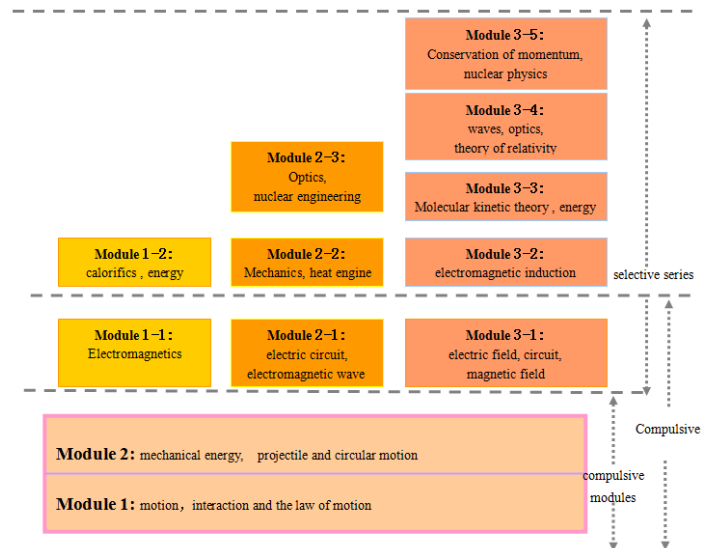 Module 3-5:
Conservation of momentum,
nuclear physics
Module 3-4:
waves, optics,
theory of relativity
Module 2-3:
Optics,
nuclear engineering
Module 3-3:
Molecular kinetic theory , energy
Module 1-2:
calorifics , energy
Module 2-2:
Mechanics, heat engine
Module 3-2:
electromagnetic induction
selective series
Module 1-1:
Electromagnetics
Module 2-1:
electric circuit,
electromagnetic wave
Module 3-1:
electric field, circuit,
magnetic field
Compulsive
Module 2: mechanical energy, projectile and circular motion
compulsive
modules
Module 1: motion, interaction and the law of motion